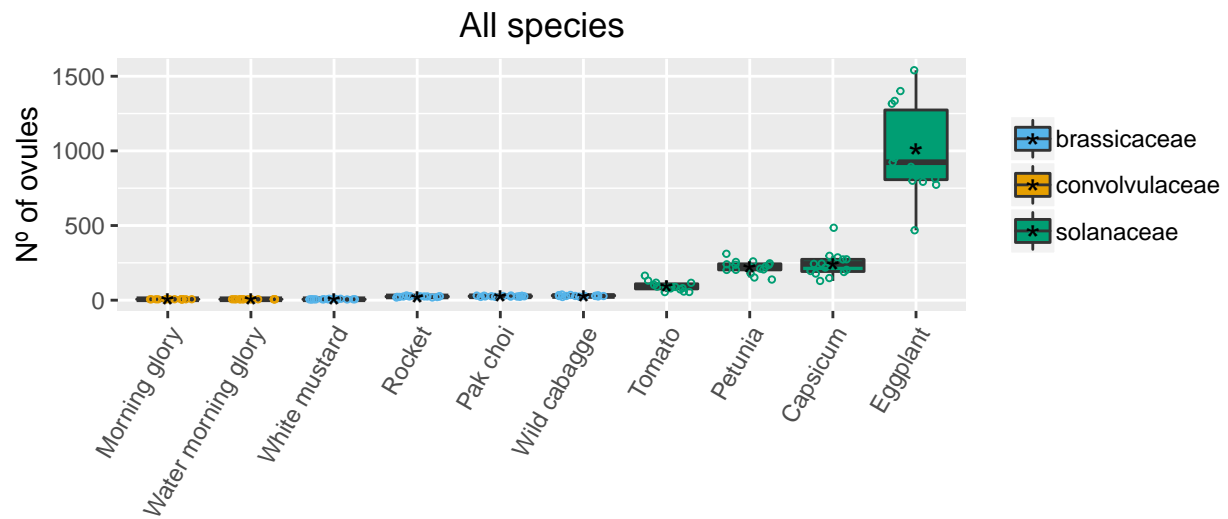 All species
Nº of ovules
1500
1000
500
0
Morning glory
Water morning glory
White mustard
Rocket
Pak choi
Wild cabagge
Tomato
Petunia
Capsicum
Eggplant
brassicaceae
convolvulaceae
solanaceae